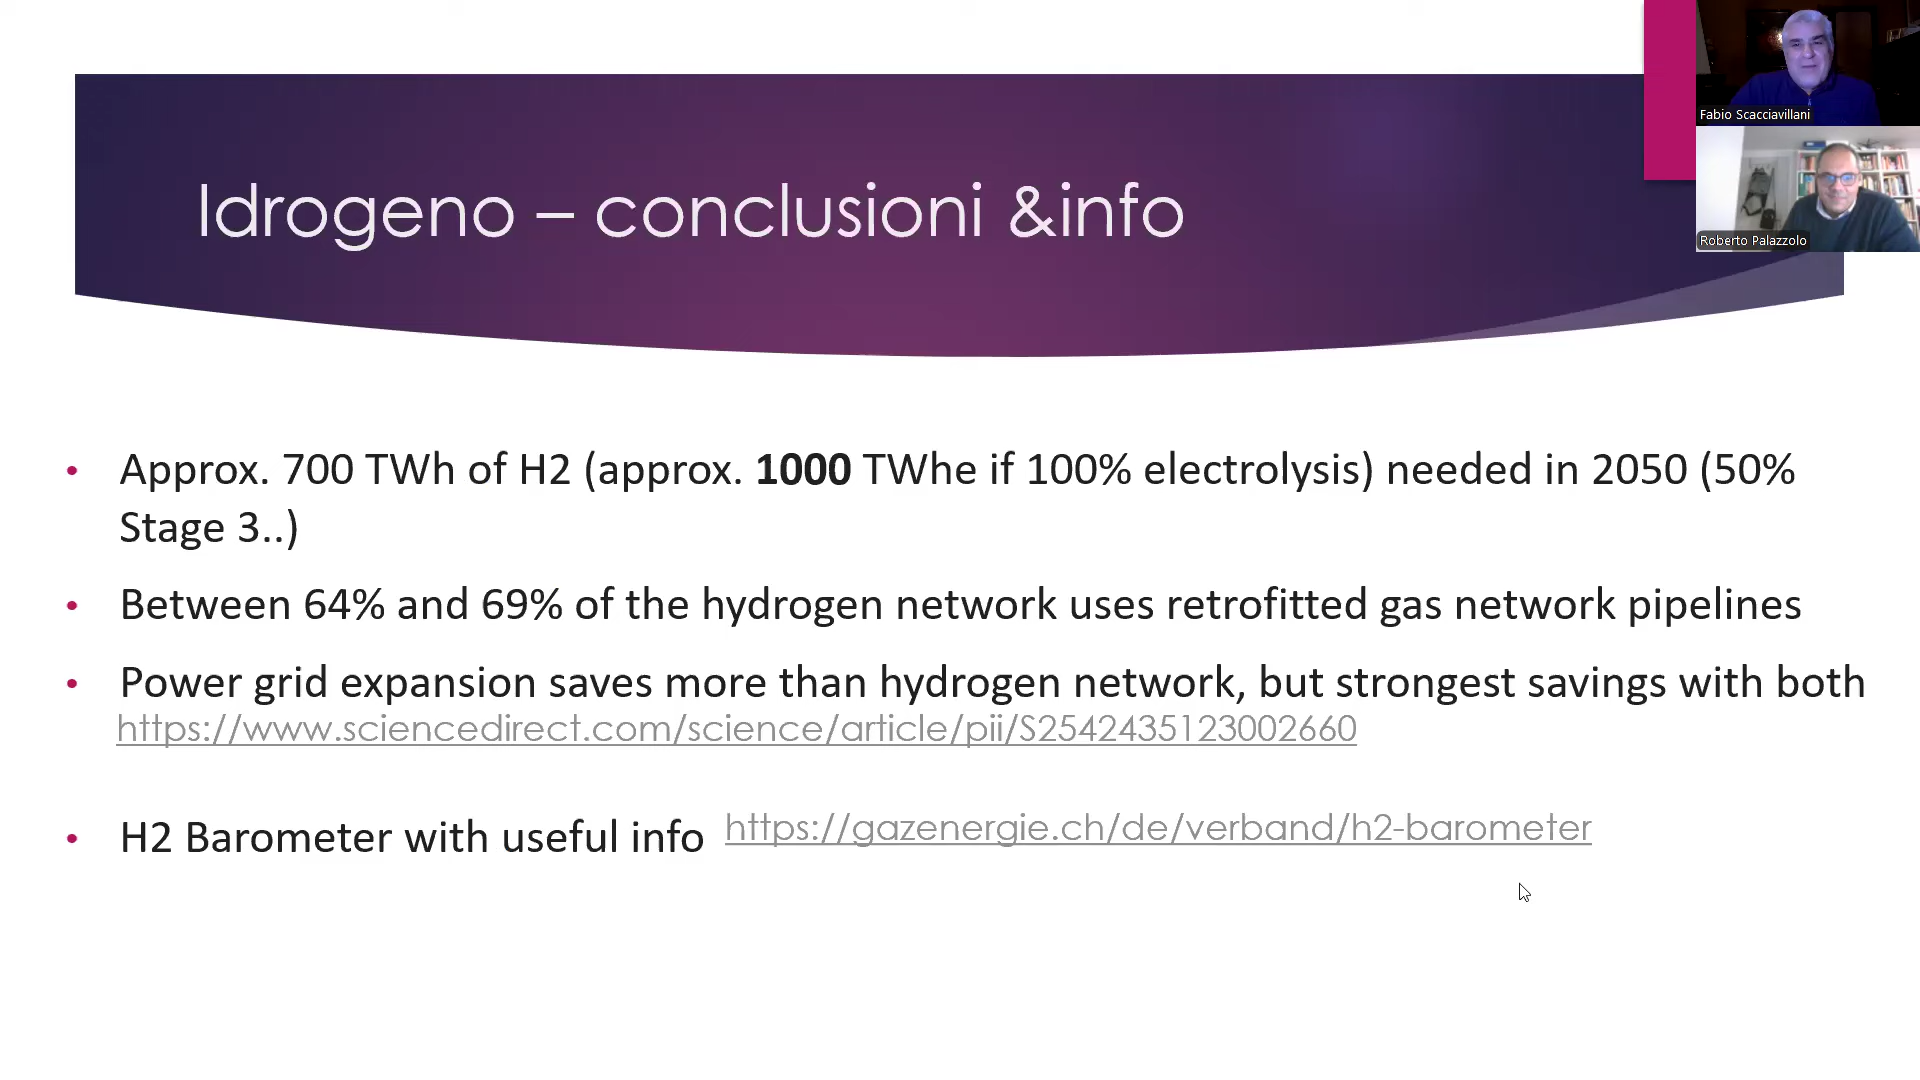 Fabio Scacciavillani
Roberto Palazzolo
Idrogeno – conclusioni &info
• Approx. 700 TWh of H2 (approx. 1000 TWhe if 100% electrolysis) needed in 2050 (50%
Stage 3..)
• Between 64% and 69% of the hydrogen network uses retrofitted gas network pipelines
• Power grid expansion saves more than hydrogen network, but strongest savings with both
https://www.sciencedirect.com/science/article/pii/S2542435123002660
• H2 Barometer with useful info https://gazenergie.ch/de/verband/h2-barometer